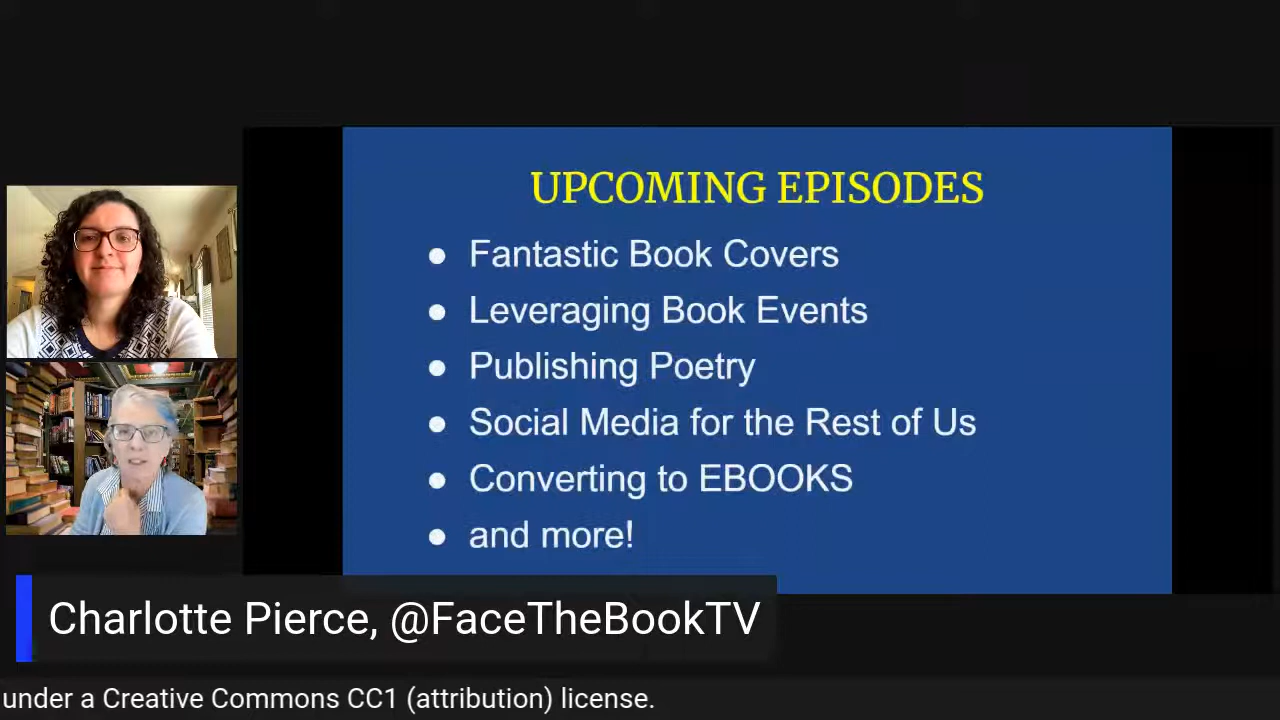 UPCOMING EPISODES
● Fantastic Book Covers
● Leveraging Book Events
● Publishing Poetry
● Social Media for the Rest of Us
● Converting to EBOOKS
● and more!
Charlotte Pierce, @FaceTheBookTV
under a Creative Commons CC1 (attribution) license.